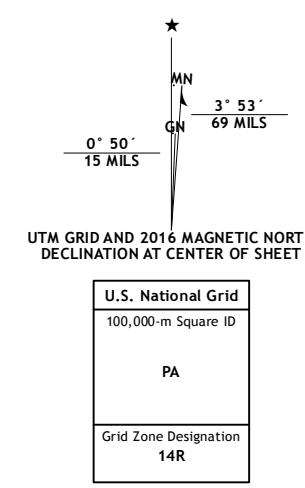 ★
MN
3° 53´
69 MILS
GN
0° 50´
15 MILS
UTM GRID AND 2016 MAGNETIC NORT
DECLINATION AT CENTER OF SHEET
U.S. National Grid
100,000-m Square ID
PA
Grid Zone Designation
14R